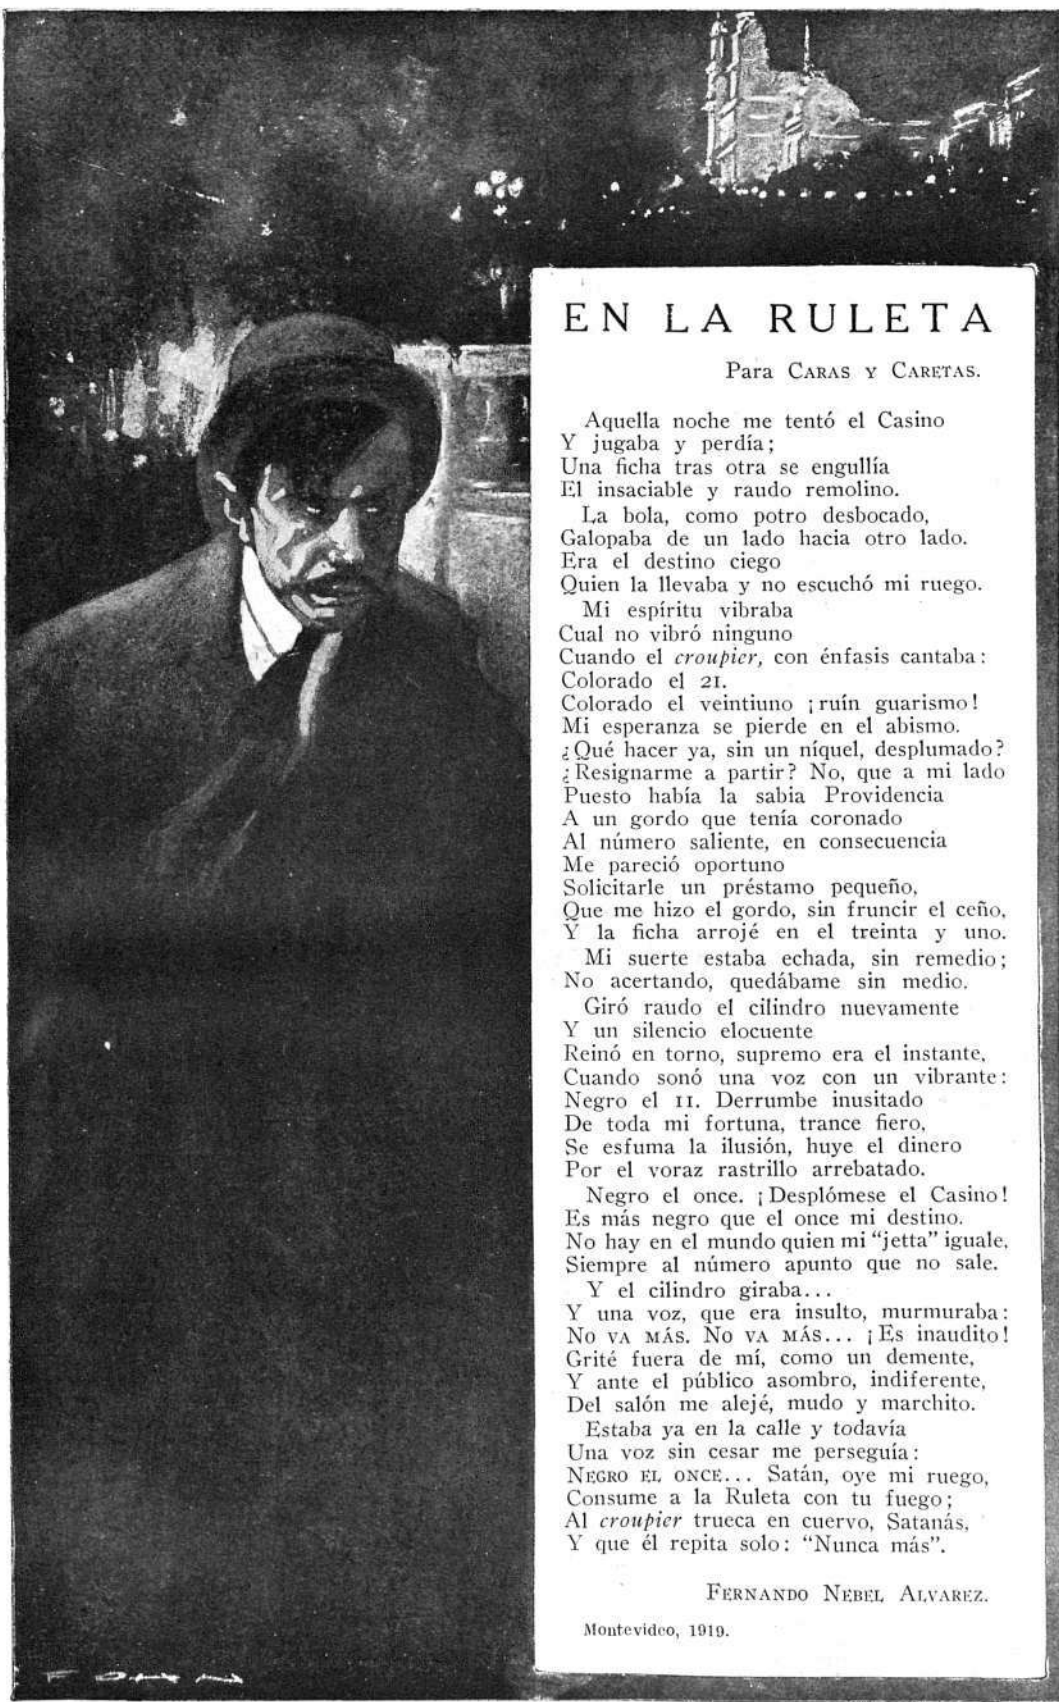 EN LA RULETA
Para CARAS Y CARETAS.
Aquella noche me tentó el Casino
Y jugaba y perdía;
Una ficha tras otra se engullía
El insaciable y raudo remolino.
La bola, como potro desbocado,
Galopaba de un lado hacia otro lado.
Era el destino ciego
Quien la llevaba y no escuchó mi ruego.
Mi espíritu vibraba
Cual no vibró ninguno
Cuando el croupier, con énfasis cantaba:
Colorado el 21.
Colorado el veintiuno ¡ruín guarismo!
Mi esperanza se pierde en el abismo.
¿Qué hacer ya, sin un níquel, desplumado?
¿Resignarme a partir? No, que a mi lado
Puesto había la sabia Providencia
A un gordo que tenía coronado
Al número saliente, en consecuencia
Me pareció oportuno
Solicitarle un préstamo pequeño,
Que me hizo el gordo, sin fruncir el ceño,
Y la ficha arrojé en el treinta y uno.
Mi suerte estaba echada, sin remedio;
No acertando, quedábame sin medio.
Giró raudo el cilindro nuevamente
Y un silencio elocuente
Reinó en torno, supremo era el instante,
Cuando sonó una voz con un vibrante:
Negro el 11. Derrumbe inusitado
De toda mi fortuna, trance fiero,
Se esfuma la ilusión, huye el dinero
Por el voraz rastrillo arrebatado.
Negro el once. ¡Desplómese el Casino!
Es más negro que el once mi destino.
No hay en el mundo quien mi "jetta" iguale,
Siempre al número apunto que no sale.
Y el cilindro giraba...
Y una voz, que era insulto, murmuraba:
NO VA MÁS. NO VA MÁS... ¡Es inaudito!
Grité fuera de mí, como un demente,
Y ante el público asombro, indiferente,
Del salón me alejé, mudo y marchito.
Estaba ya en la calle y todavía
Una voz sin cesar me perseguía:
NEGRO EL ONCE... Satán, oye mi ruego,
Consume a la Ruleta con tu fuego;
Al croupier trueca en cuervo, Satanás,
Y que él repita solo: "Nunca más".
FERNANDO NEBEL ALVAREZ.
Montevideo, 1919.